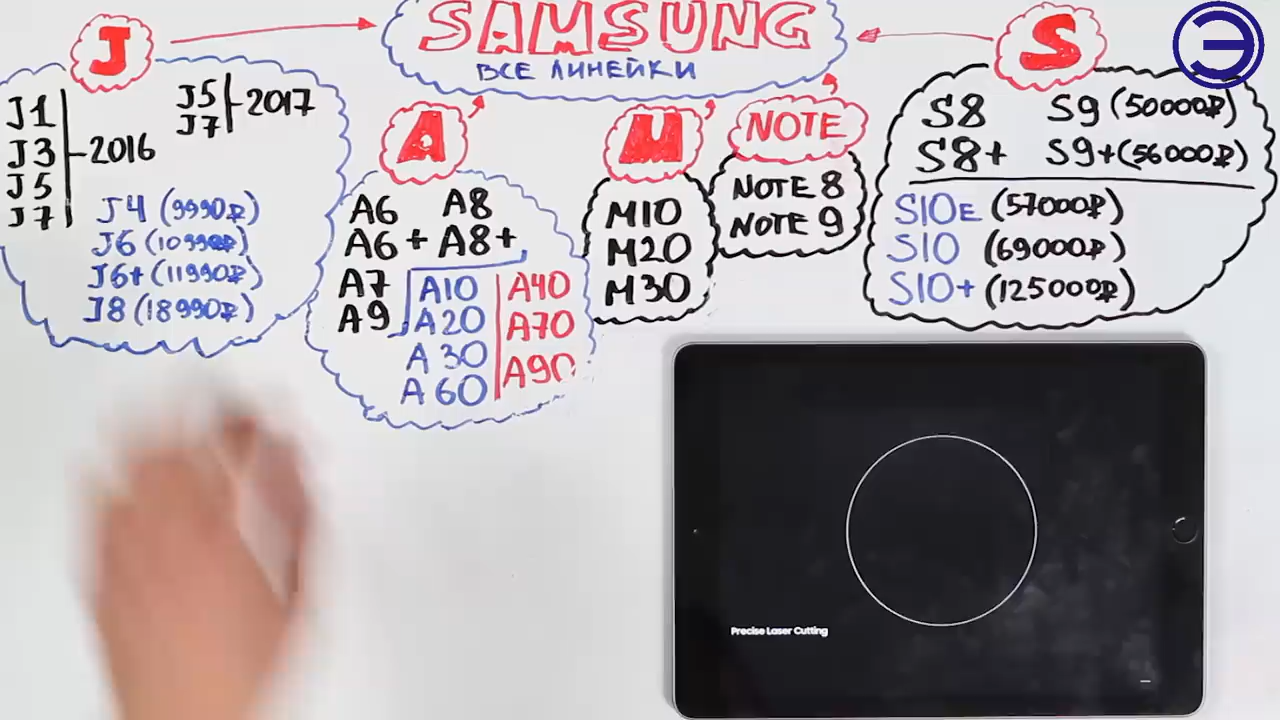 SAMSUNG
ВСЕ ЛИНЕЙКИ
J
J1
J3
J5
J7
2016
J5
J7
2017
J4 (9990₽)
J6 (10990₽)
J6+ (11990₽)
J8 (18990₽)
A
A6 A8
A6+ A8+
A7
A9
A10
A20
A30
A60
A40
A70
A90
M
M10
M20
M30
NOTE
NOTE 8
NOTE 9
S
S8 S9 (50000₽)
S8+ S9+ (56000₽)
S10E (57000₽)
S10 (69000₽)
S10+ (125000₽)
Э
Precise Laser Cutting